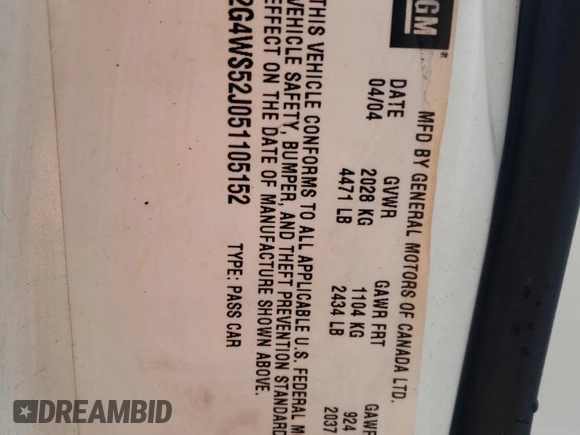 GM
®
MFD BY GENERAL MOTORS OF CANADA LTD.
DATE GVWR GAWR FRT
04/04 2028 KG 1104 KG 924
4471 LB 2434 LB 2037
THIS VEHICLE CONFORMS TO ALL APPLICABLE U.S. FEDERAL M
VEHICLE SAFETY, BUMPER, AND THEFT PREVENTION STANDARD
EFFECT ON THE DATE OF MANUFACTURE SHOWN ABOVE.
2G4WS52J051105152 TYPE: PASS CAR
DREAMBID